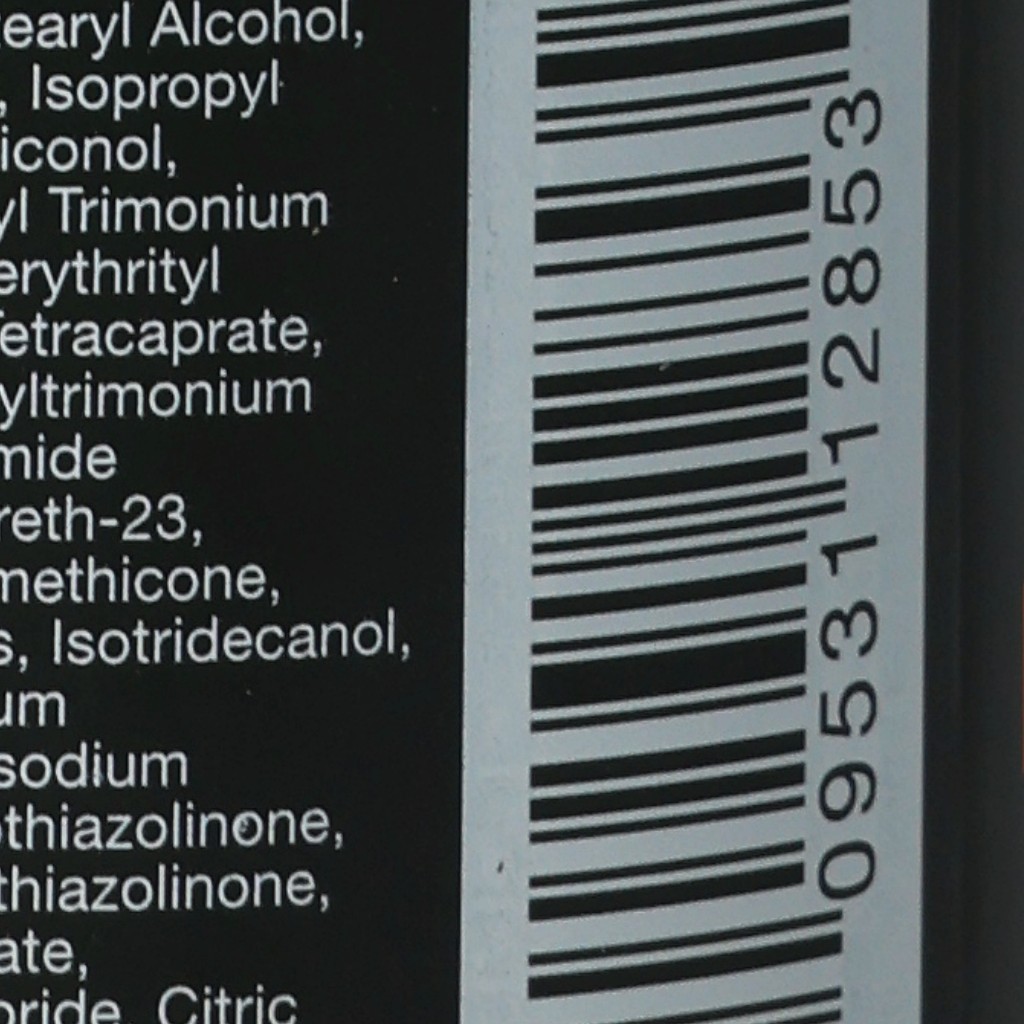 earyl Alcohol,
, Isopropyl
iconol,
yl Trimonium
erythrityl
etracaprate,
yltrimonium
mide
reth-23,
methicone,
s, Isotridecanol,
um
sodium
thiazolinone,
thiazolinone,
ate,
oride, Citric
09531 12853